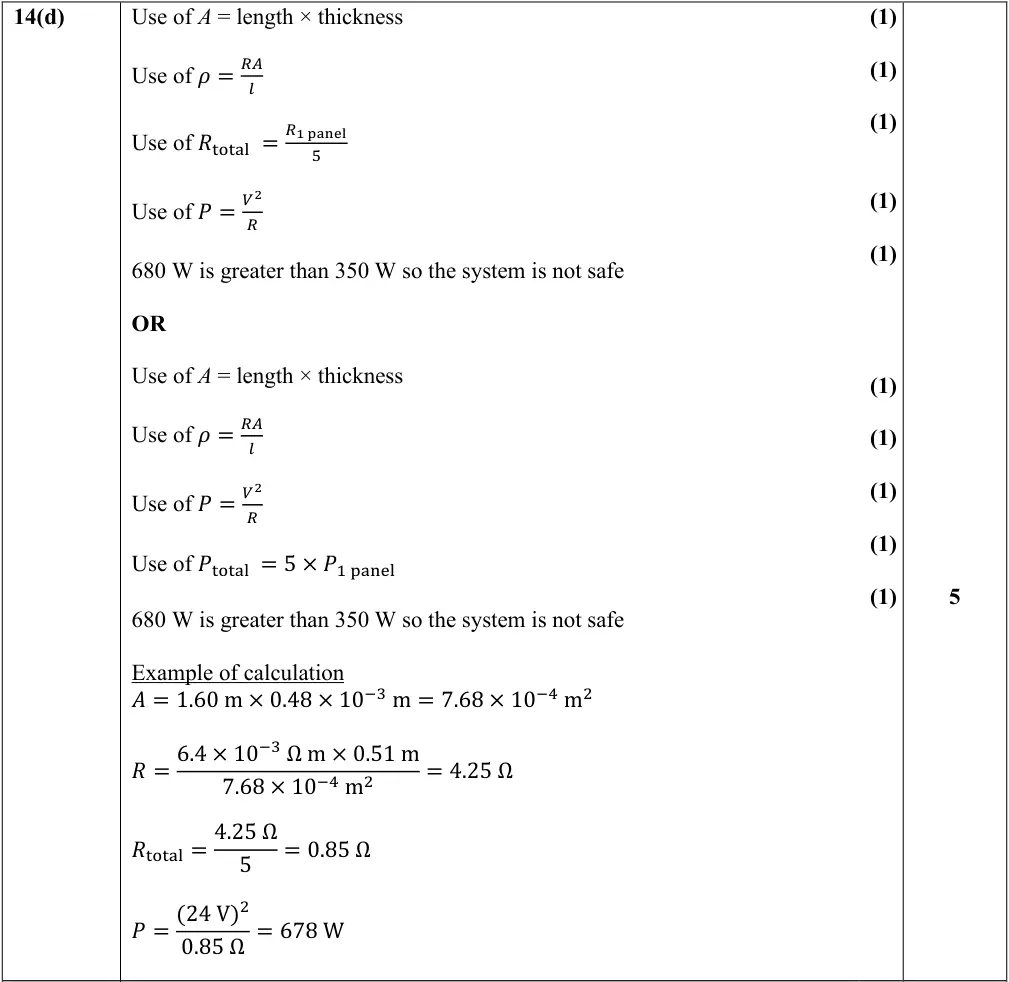 14(d) Use of A = length × thickness (1)
Use of ρ = RA/l (1)
Use of R_total = R_1 panel/5 (1)
Use of P = V²/R (1)
680 W is greater than 350 W so the system is not safe (1)
OR
Use of A = length × thickness (1)
Use of ρ = RA/l (1)
Use of P = V²/R (1)
Use of P_total = 5 × P_1 panel (1)
680 W is greater than 350 W so the system is not safe (1) 5
Example of calculation
A = 1.60 m × 0.48 × 10⁻³ m = 7.68 × 10⁻⁴ m²
R = (6.4 × 10⁻³ Ω m × 0.51 m)/(7.68 × 10⁻⁴ m²) = 4.25 Ω
R_total = 4.25 Ω/5 = 0.85 Ω
P = (24 V)²/0.85 Ω = 678 W